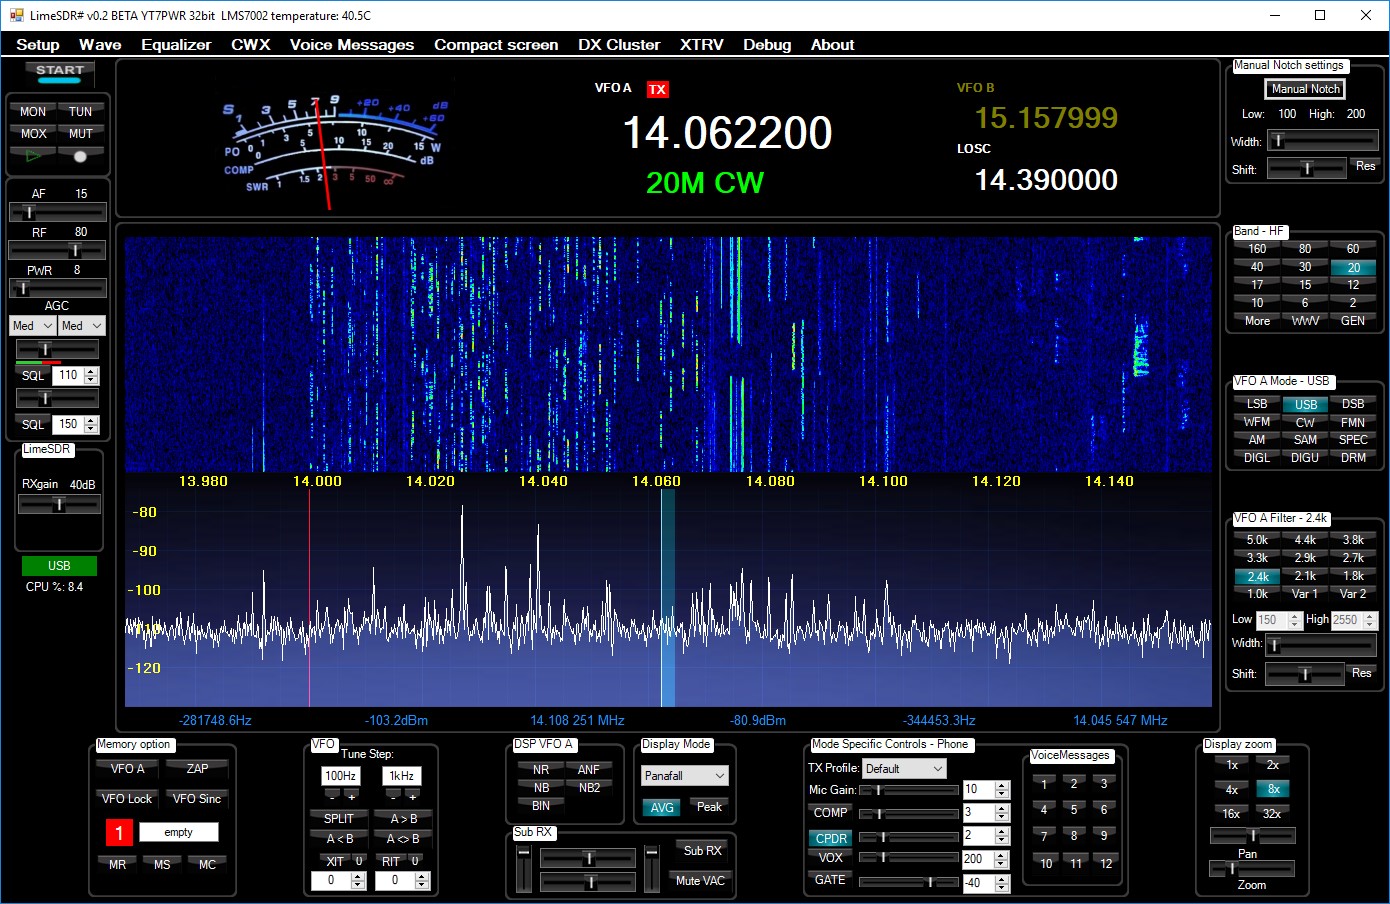 LimeSDR# v0.2 BETA YT7PWR 32bit  LMS7002 temperature: 40.5C
Setup Wave Equalizer CWX Voice Messages Compact screen DX Cluster XTRV Debug About
START
MON TUN
MOX MUT
AF 15
RF 80
PWR 8
AGC
Med Med
SQL 110
SQL 150
LimeSDR
RXgain 40dB
USB
CPU %: 8.4
S 1 3 5 7 9 +20 +40 +60 dB
PO 0 1 3 5 10 15 W
COMP 0 5 10 15 20 dB
SWR 1 1.5 2 3 5 50 ∞
VFO A TX
14.062200
20M CW
VFO B
15.157999
LOSC
14.390000
13.980 14.000 14.020 14.040 14.060 14.080 14.100 14.120 14.140
-80
-90
-100
-110
-120
-281748.6Hz -103.2dBm 14.108 251 MHz -80.9dBm -344453.3Hz 14.045 547 MHz
Manual Notch settings
Manual Notch
Low: 100 High: 200
Width:
Shift: Res
Band - HF
160 80 60
40 30 20
17 15 12
10 6 2
More WWV GEN
VFO A Mode - USB
LSB USB DSB
WFM CW FMN
AM SAM SPEC
DIGL DIGU DRM
VFO A Filter - 2.4k
5.0k 4.4k 3.8k
3.3k 2.9k 2.7k
2.4k 2.1k 1.8k
1.0k Var 1 Var 2
Low 150 High 2550
Width:
Shift: Res
Memory option
VFO A ZAP
VFO Lock VFO Sinc
1 empty
MR MS MC
VFO
Tune Step:
100Hz 1kHz
- + - +
SPLIT A > B
A < B A <> B
XIT 0 RIT 0
0 0
DSP VFO A
NR ANF
NB NB2
BIN
Display Mode
Panafall
AVG Peak
Sub RX
Sub RX
Mute VAC
Mode Specific Controls - Phone
TX Profile: Default
Mic Gain: 10
COMP 3
CPDR 2
VOX 200
GATE -40
VoiceMessages
1 2 3
4 5 6
7 8 9
10 11 12
Display zoom
1x 2x
4x 8x
16x 32x
Pan
Zoom